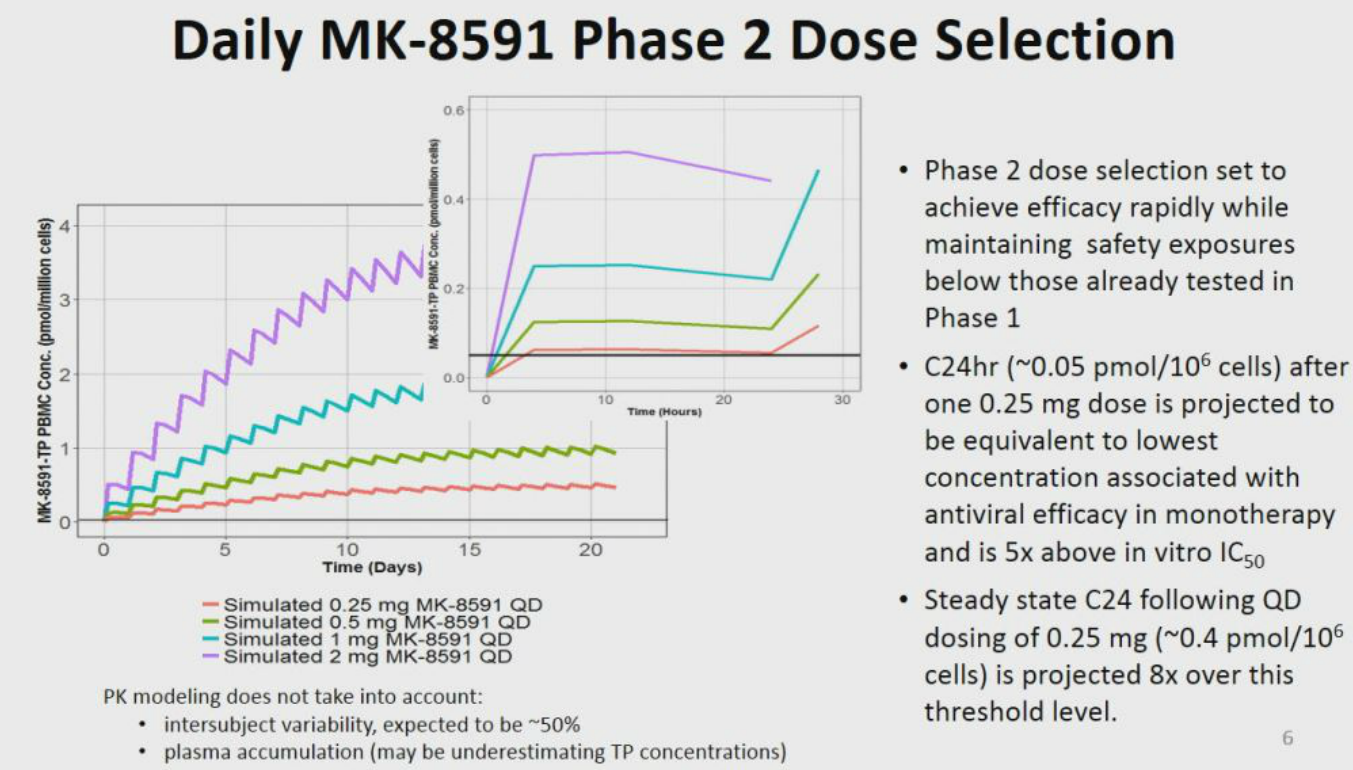 Daily MK-8591 Phase 2 Dose Selection
MK-8591-TP PBMC Conc. (pmol/million cells)
4
3
2
1
0
0
5
10
15
20
Time (Days)
MK-8591-TP PBMC Conc. (pmol/million cells)
0.6
0.4
0.2
0.0
0
10
20
30
Time (Hours)
Simulated 0.25 mg MK-8591 QD
Simulated 0.5 mg MK-8591 QD
Simulated 1 mg MK-8591 QD
Simulated 2 mg MK-8591 QD
PK modeling does not take into account:
• intersubject variability, expected to be ~50%
• plasma accumulation (may be underestimating TP concentrations)
• Phase 2 dose selection set to
achieve efficacy rapidly while
maintaining safety exposures
below those already tested in
Phase 1
• C24hr (~0.05 pmol/10⁶ cells) after
one 0.25 mg dose is projected to
be equivalent to lowest
concentration associated with
antiviral efficacy in monotherapy
and is 5x above in vitro IC₅₀
• Steady state C24 following QD
dosing of 0.25 mg (~0.4 pmol/10⁶
cells) is projected 8x over this
threshold level.
6